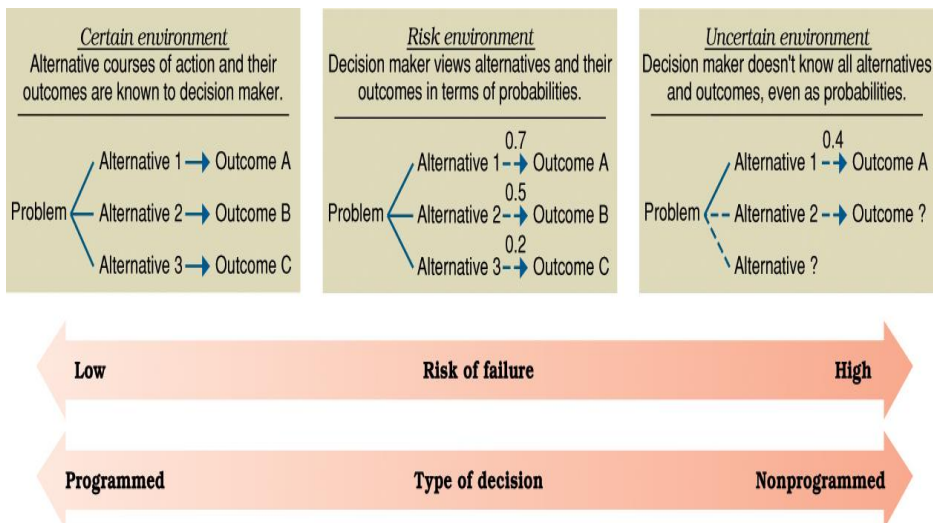 Certain environment
Alternative courses of action and their
outcomes are known to decision maker.
Problem
Alternative 1 Outcome A
Alternative 2 Outcome B
Alternative 3 Outcome C
Risk environment
Decision maker views alternatives and their
outcomes in terms of probabilities.
Problem
0.7
Alternative 1 Outcome A
0.5
Alternative 2 Outcome B
0.2
Alternative 3 Outcome C
Uncertain environment
Decision maker doesn't know all alternatives
and outcomes, even as probabilities.
Problem
0.4
Alternative 1 Outcome A
Alternative 2 Outcome ?
Alternative ?
Low Risk of failure High
Programmed Type of decision Nonprogrammed